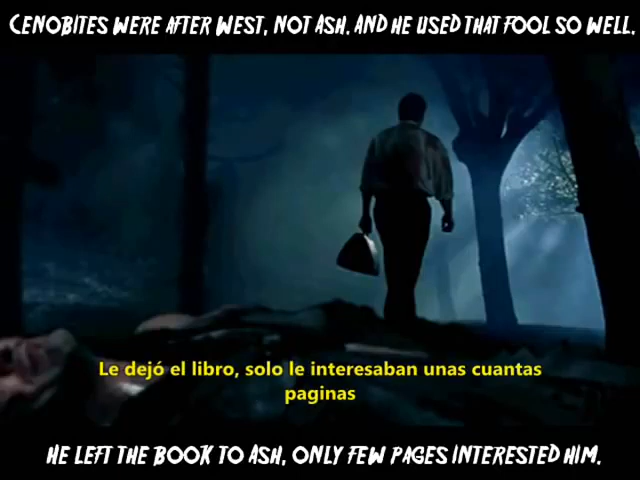 CENOBITES WERE AFTER WEST, NOT ASH. AND HE USED THAT FOOL SO WELL.
Le dejó el libro, solo le interesaban unas cuantas
paginas
HE LEFT THE BOOK TO ASH, ONLY FEW PAGES INTERESTED HIM.